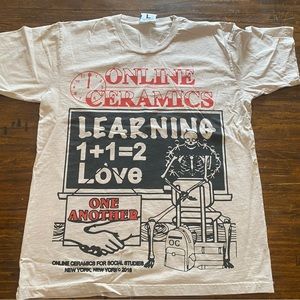 L
ONLINE
CERAMICS
LEARNING
1+1=2
Love
ONE
ANOTHER
OC
ONLINE CERAMICS FOR SOCIAL STUDIES
NEW YORK, NEW YORK © 2018